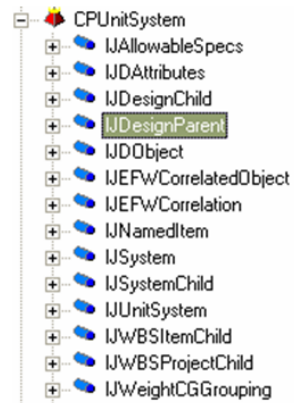 CPUnitSystem
IJAllowableSpecs
IJDAttributes
IJDesignChild
IJDesignParent
IJDObject
IJEFWCorrelatedObject
IJEFWCorrelation
IJNamedItem
IJSystem
IJSystemChild
IJUnitSystem
IJWBSItemChild
IJWBSProjectChild
IJWeightCGGrouping